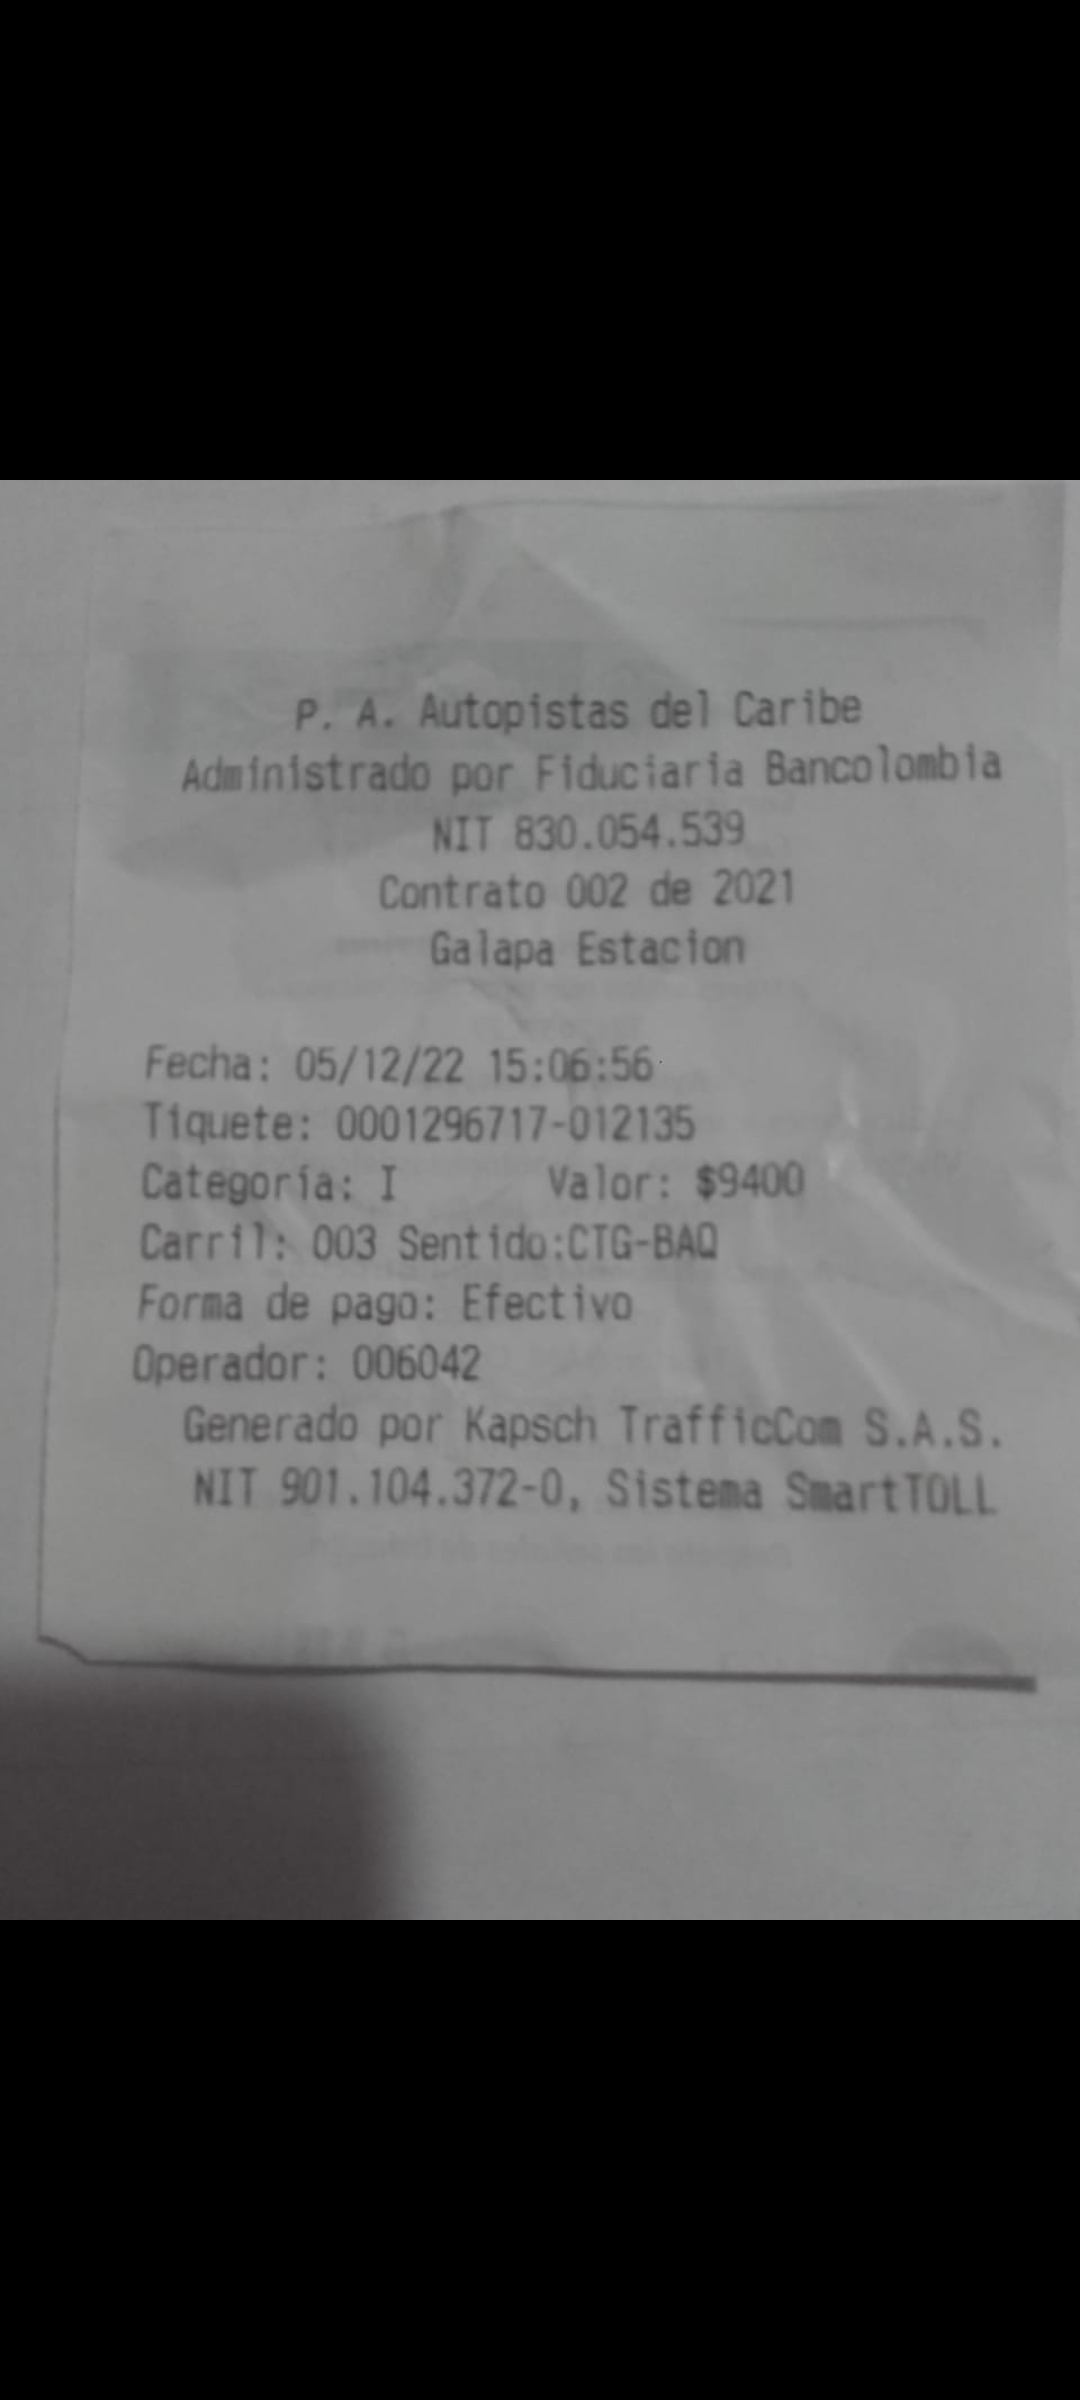 P. A. Autopistas del Caribe
Administrado por Fiduciaria Bancolombia
NIT 830.054.539
Contrato 002 de 2021
Galapa Estacion
Fecha: 05/12/22 15:06:56
Tiquete: 0001296717-012135
Categoría: I Valor: $9400
Carril: 003 Sentido:CTG-BAQ
Forma de pago: Efectivo
Operador: 006042
Generado por Kapsch TrafficCom S.A.S.
NIT 901.104.372-0, Sistema SmartTOLL